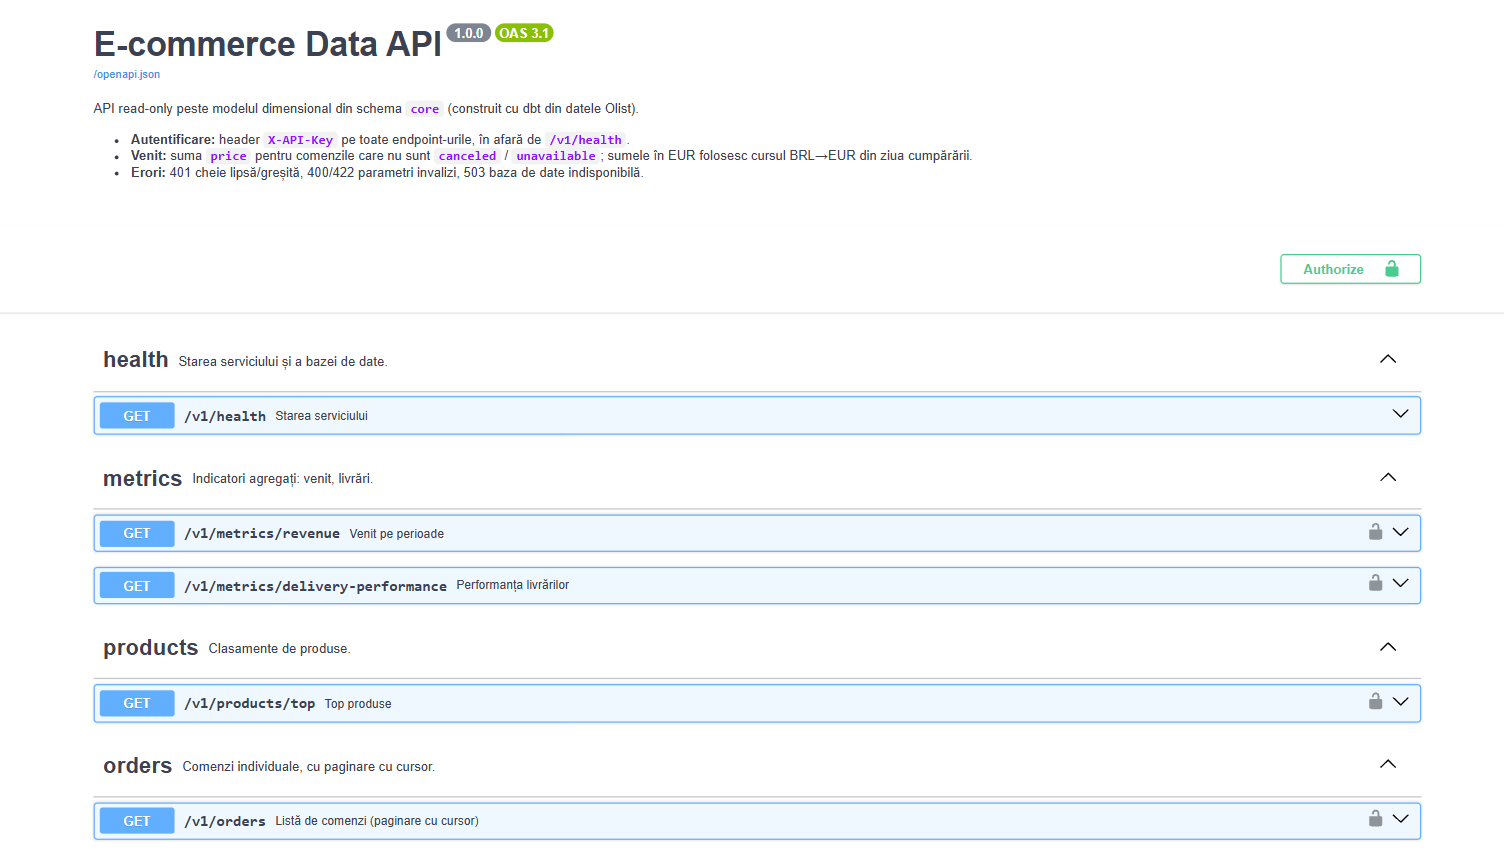 E-commerce Data API 1.0.0 OAS 3.1
/openapi.json
API read-only peste modelul dimensional din schema core (construit cu dbt din datele Olist).
Autentificare: header X-API-Key pe toate endpoint-urile, în afară de /v1/health.
Venit: suma price pentru comenzile care nu sunt canceled / unavailable; sumele în EUR folosesc cursul BRL→EUR din ziua cumpărării.
Erori: 401 cheie lipsă/greșită, 400/422 parametri invalizi, 503 baza de date indisponibilă.
Authorize
health Starea serviciului și a bazei de date.
GET /v1/health Starea serviciului
metrics Indicatori agregați: venit, livrări.
GET /v1/metrics/revenue Venit pe perioade
GET /v1/metrics/delivery-performance Performanța livrărilor
products Clasamente de produse.
GET /v1/products/top Top produse
orders Comenzi individuale, cu paginare cu cursor.
GET /v1/orders Listă de comenzi (paginare cu cursor)